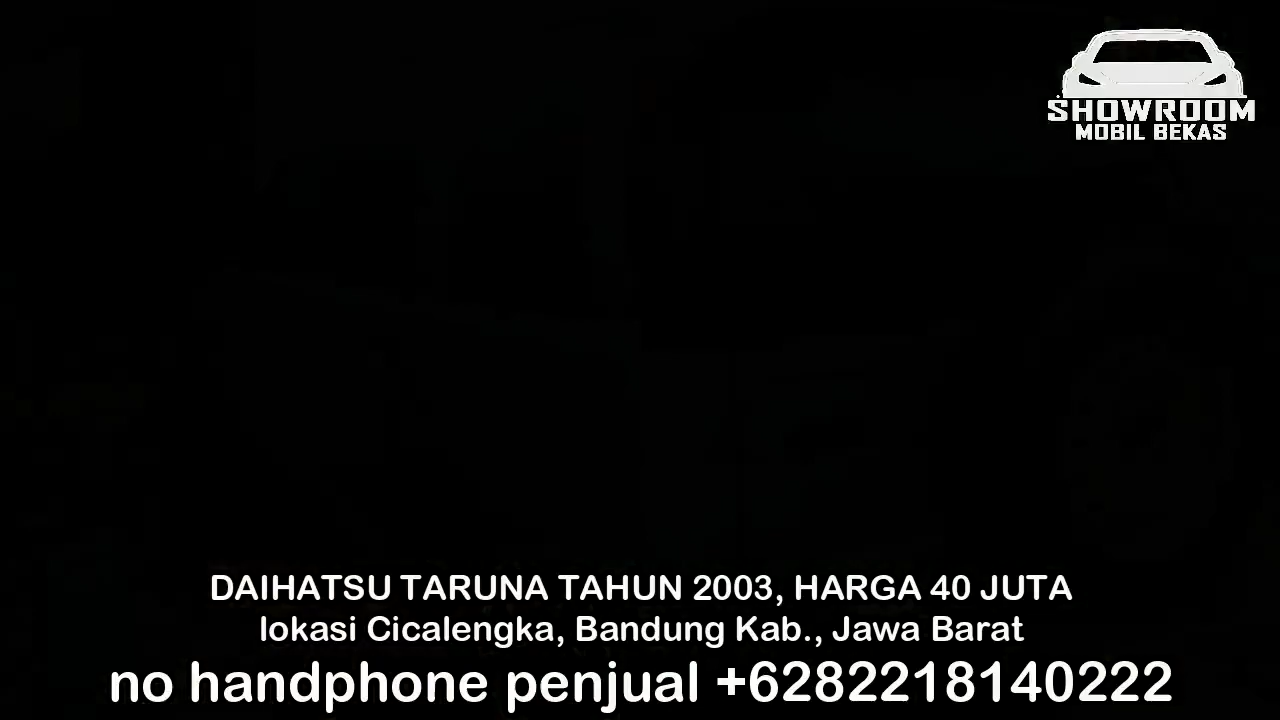 SHOWROOM
MOBIL BEKAS
DAIHATSU TARUNA TAHUN 2003, HARGA 40 JUTA
lokasi Cicalengka, Bandung Kab., Jawa Barat
no handphone penjual +6282218140222